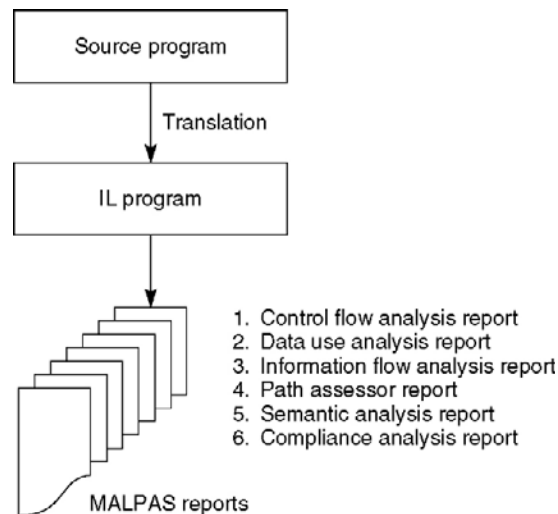 Source program
Translation
IL program
1. Control flow analysis report
2. Data use analysis report
3. Information flow analysis report
4. Path assessor report
5. Semantic analysis report
6. Compliance analysis report
MALPAS reports